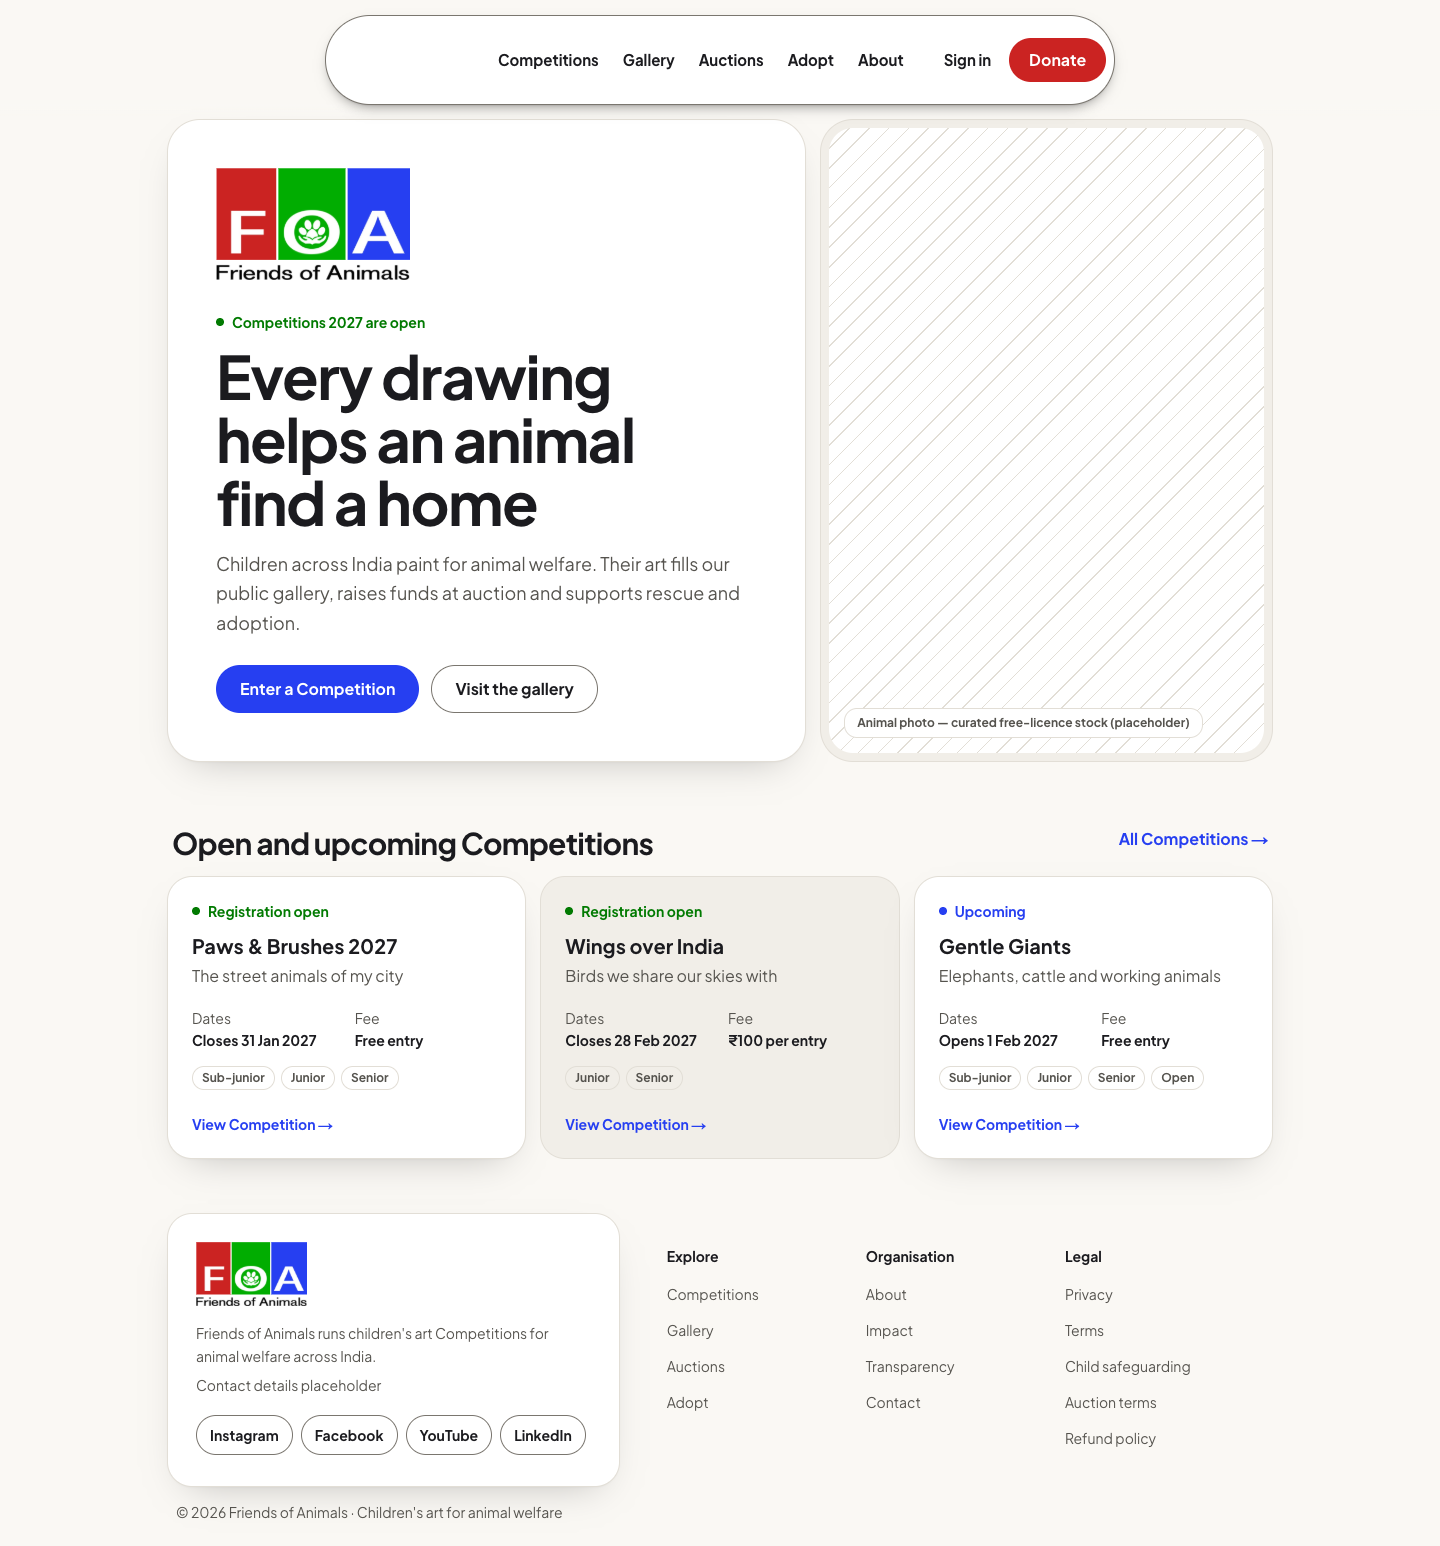 Competitions Gallery Auctions Adopt About Sign in Donate
FOA
Friends of Animals
Competitions 2027 are open
Every drawing
helps an animal
find a home
Children across India paint for animal welfare. Their art fills our
public gallery, raises funds at auction and supports rescue and
adoption.
Enter a Competition
Visit the gallery
Animal photo — curated free-licence stock (placeholder)
Open and upcoming Competitions
All Competitions →
Registration open
Paws & Brushes 2027
The street animals of my city
Dates
Fee
Closes 31 Jan 2027
Free entry
Sub-junior
Junior
Senior
View Competition →
Registration open
Wings over India
Birds we share our skies with
Dates
Fee
Closes 28 Feb 2027
₹100 per entry
Junior
Senior
View Competition →
Upcoming
Gentle Giants
Elephants, cattle and working animals
Dates
Fee
Opens 1 Feb 2027
Free entry
Sub-junior
Junior
Senior
Open
View Competition →
FOA
Friends of Animals
Friends of Animals runs children's art Competitions for
animal welfare across India.
Contact details placeholder
Instagram
Facebook
YouTube
LinkedIn
Explore
Competitions
Gallery
Auctions
Adopt
Organisation
About
Impact
Transparency
Contact
Legal
Privacy
Terms
Child safeguarding
Auction terms
Refund policy
© 2026 Friends of Animals · Children's art for animal welfare